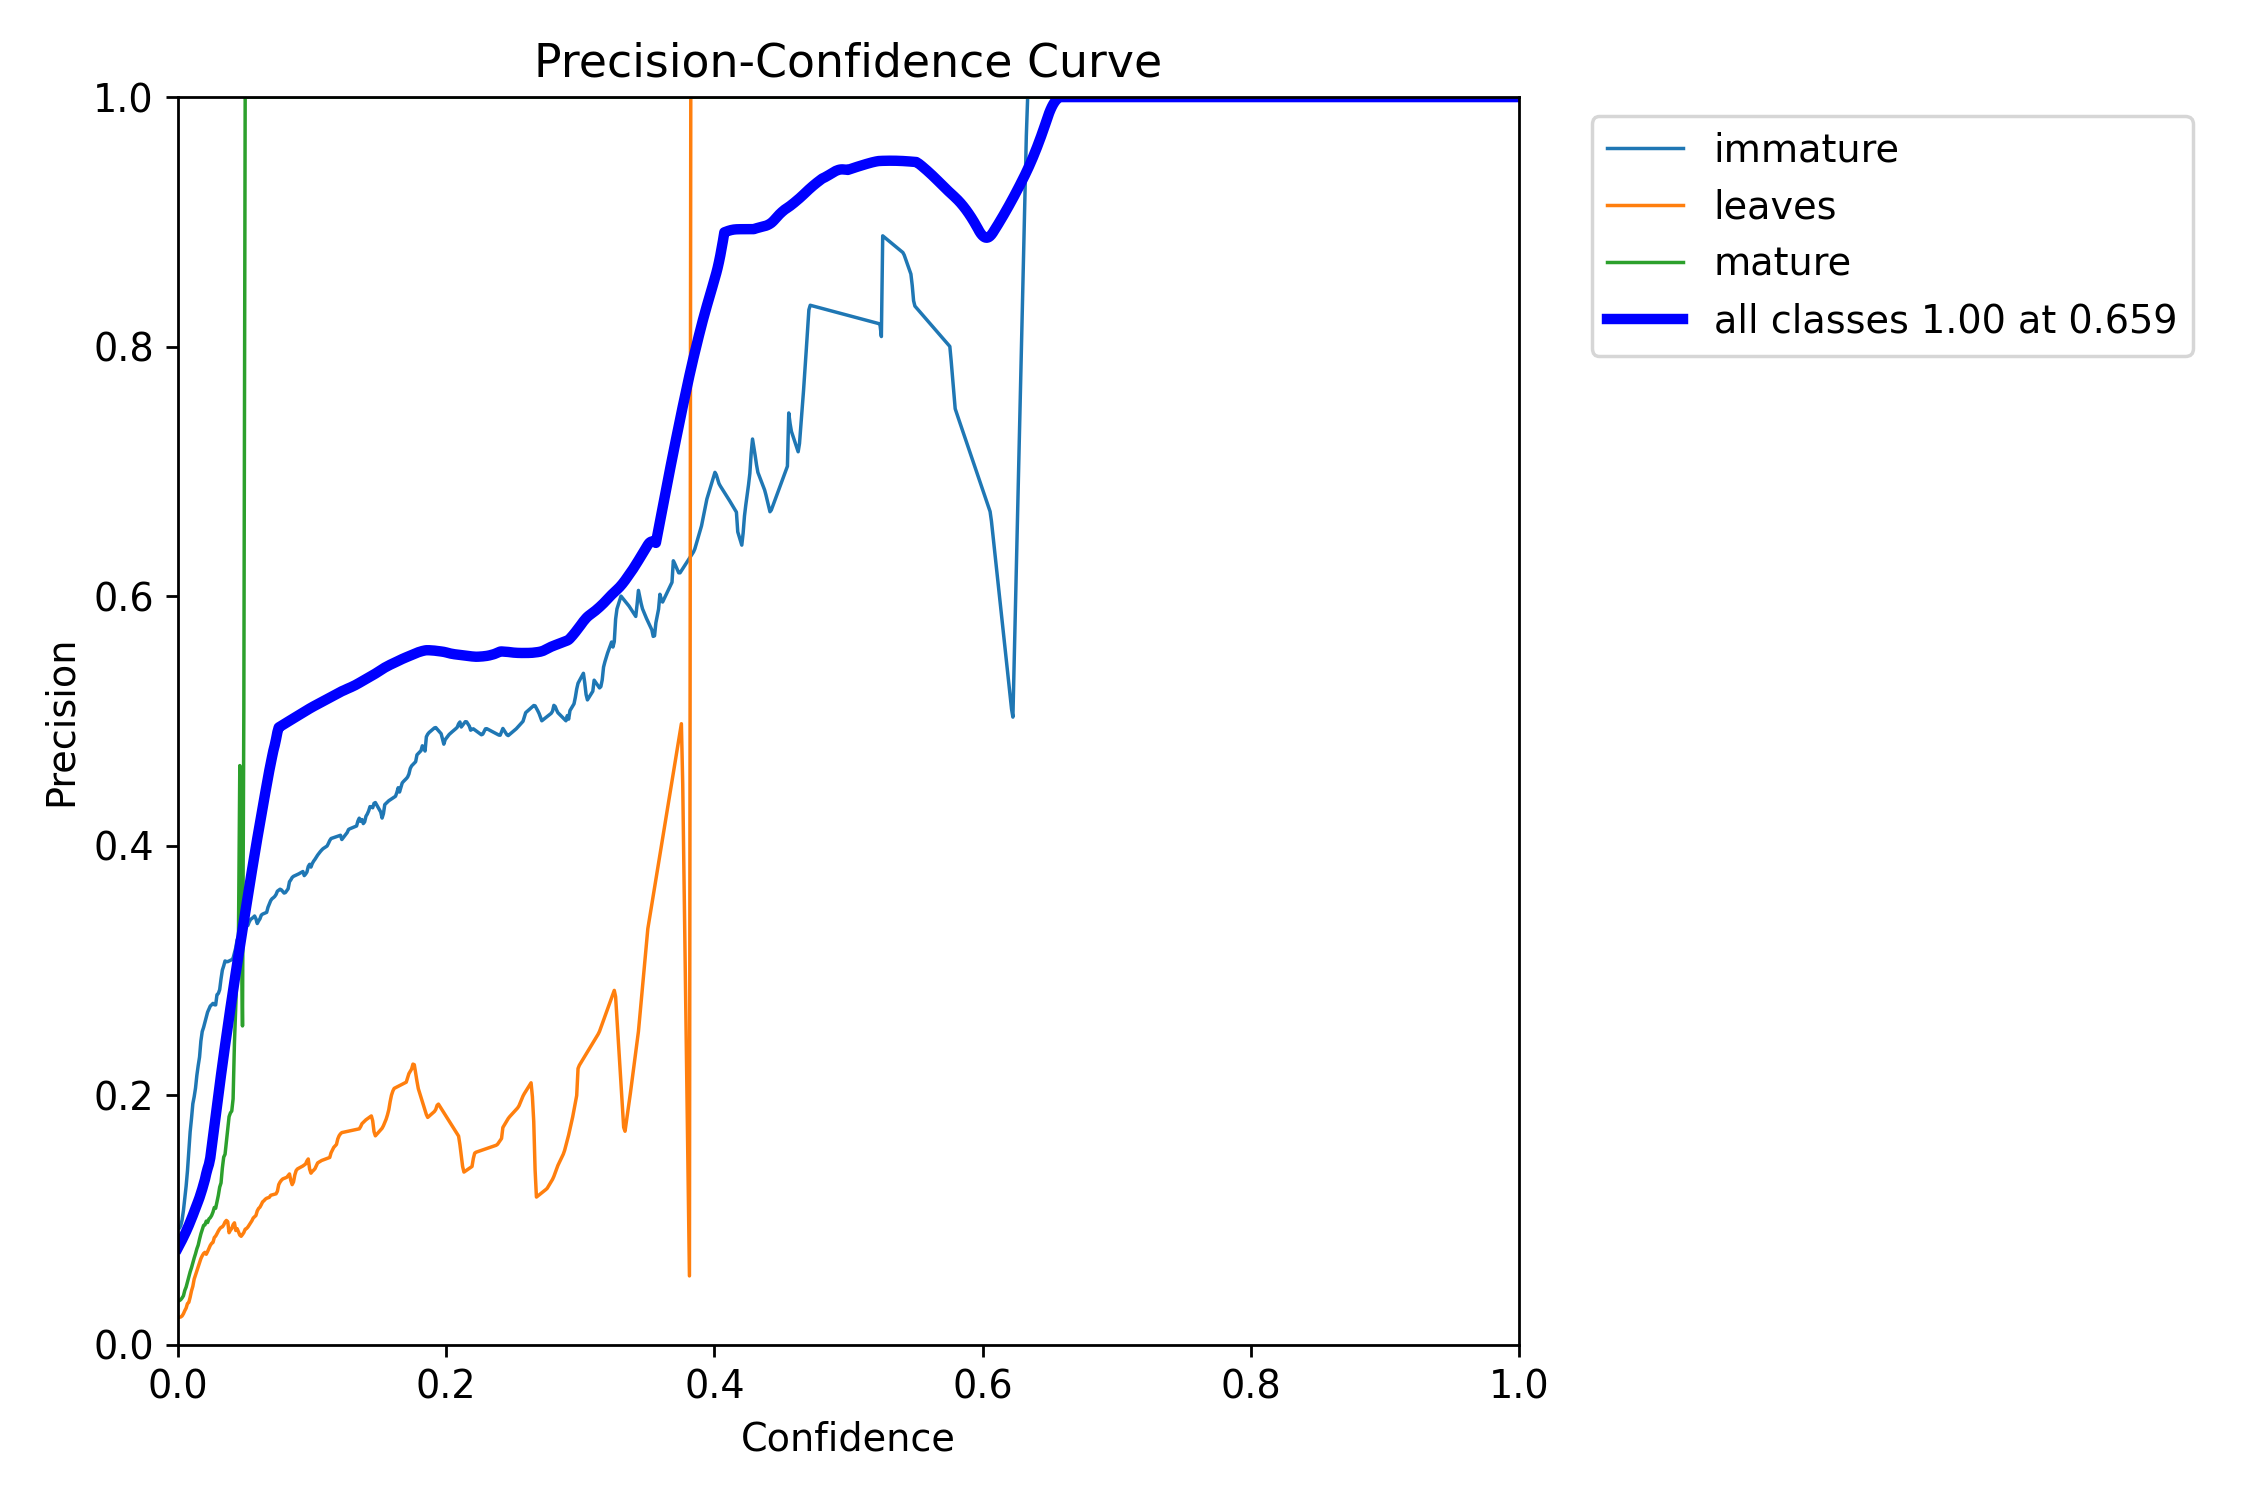 Precision-Confidence Curve
1.0
0.8
0.6
0.4
0.2
0.0
Precision
0.0 0.2 0.4 0.6 0.8 1.0
Confidence
immature
leaves
mature
all classes 1.00 at 0.659